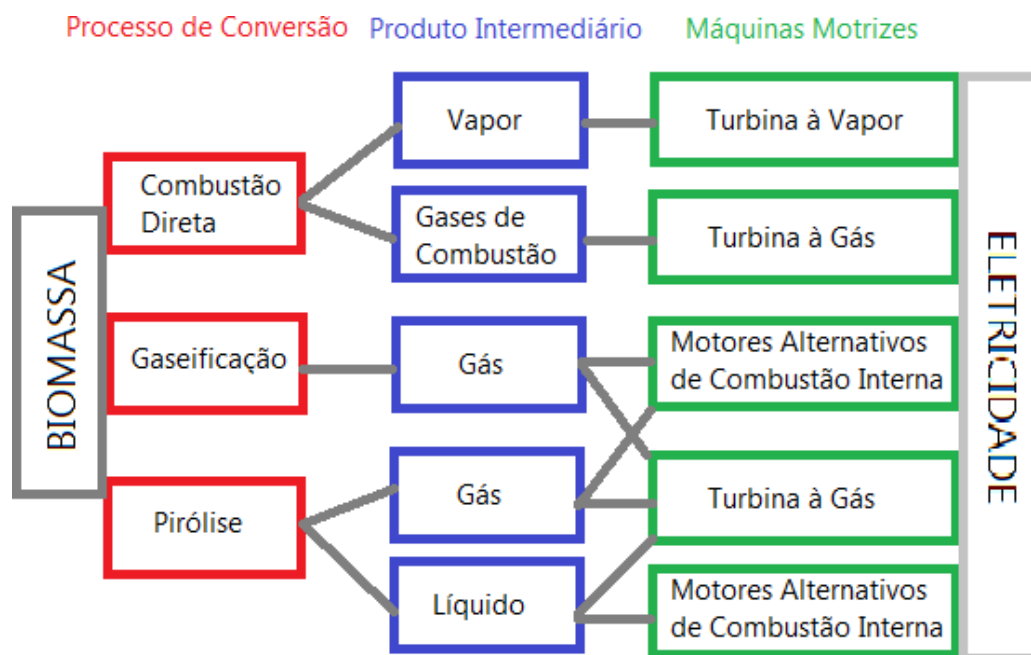 Processo de Conversão
Produto Intermediário
Máquinas Motrizes
BIOMASSA
Combustão
Direta
Gaseificação
Pirólise
Vapor
Gases de
Combustão
Gás
Gás
Líquido
Turbina à Vapor
Turbina à Gás
Motores Alternativos
de Combustão Interna
Turbina à Gás
Motores Alternativos
de Combustão Interna
ELETRICIDADE